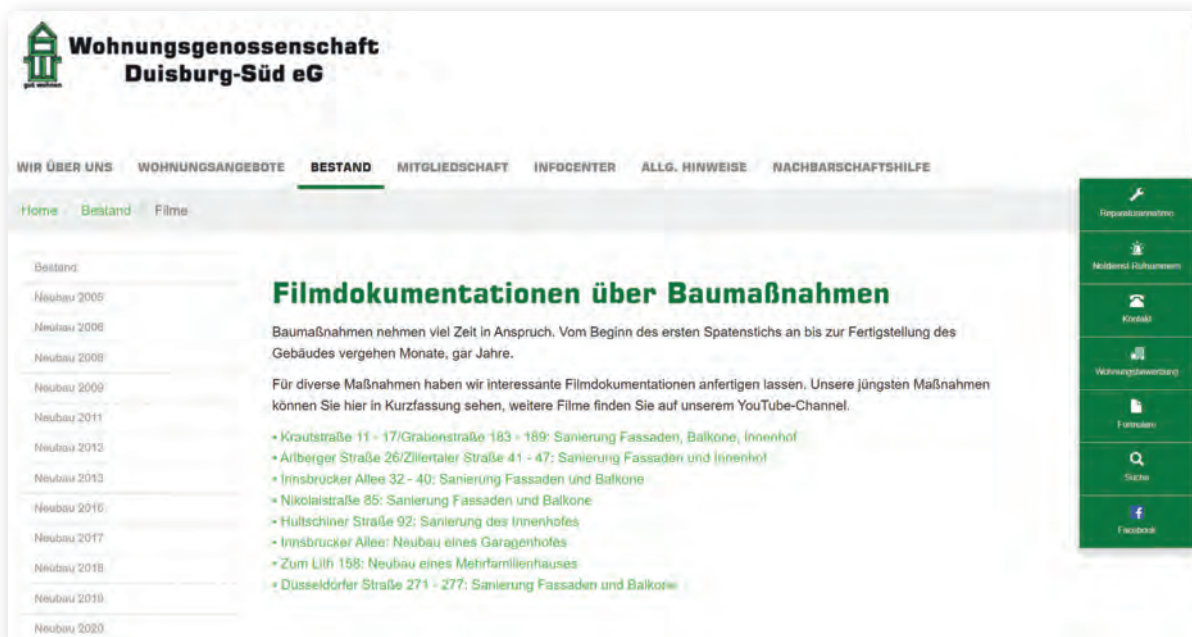 Wohnungsgenossenschaft
Duisburg-Süd eG
gut wohnen
WIR ÜBER UNS WOHNUNGSANGEBOTE BESTAND MITGLIEDSCHAFT INFOCENTER ALLG. HINWEISE NACHBARSCHAFTSHILFE
Home Bestand Filme
Bestand
Neubau 2005
Neubau 2006
Neubau 2008
Neubau 2009
Neubau 2011
Neubau 2012
Neubau 2013
Neubau 2016
Neubau 2017
Neubau 2018
Neubau 2019
Neubau 2020
Filmdokumentationen über Baumaßnahmen
Baumaßnahmen nehmen viel Zeit in Anspruch. Vom Beginn des ersten Spatenstichs an bis zur Fertigstellung des
Gebäudes vergehen Monate, gar Jahre.
Für diverse Maßnahmen haben wir interessante Filmdokumentationen anfertigen lassen. Unsere jüngsten Maßnahmen
können Sie hier in Kurzfassung sehen, weitere Filme finden Sie auf unserem YouTube-Channel.
• Krautstraße 11 - 17/Grabenstraße 183 - 189: Sanierung Fassaden, Balkone, Innenhof
• Arlberger Straße 26/Zillertaler Straße 41 - 47: Sanierung Fassaden und Innenhof
• Innsbrucker Allee 32 - 40: Sanierung Fassaden und Balkone
• Nikolaistraße 85: Sanierung Fassaden und Balkone
• Hultschiner Straße 92: Sanierung des Innenhofes
• Innsbrucker Allee: Neubau eines Garagenhofes
• Zum Lith 158: Neubau eines Mehrfamilienhauses
• Düsseldorfer Straße 271 - 277: Sanierung Fassaden und Balkone
Reparaturannahme
Notdienst-Rufnummern
Kontakt
Wohnungsbewerbung
Formulare
Suche
Facebook